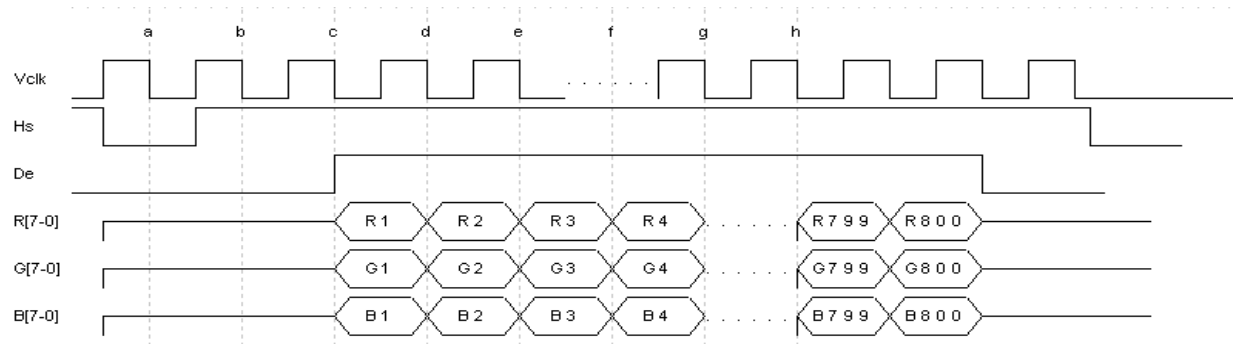 a b c d e f g h
Vclk
Hs
De
R[7-0] R1 R2 R3 R4 R799 R800
G[7-0] G1 G2 G3 G4 G799 G800
B[7-0] B1 B2 B3 B4 B799 B800